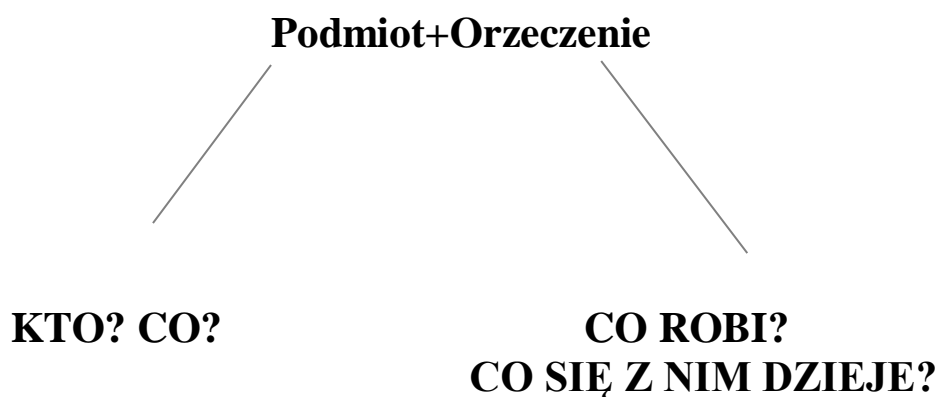 Podmiot+Orzeczenie
KTO? CO?
CO ROBI?
CO SIĘ Z NIM DZIEJE?